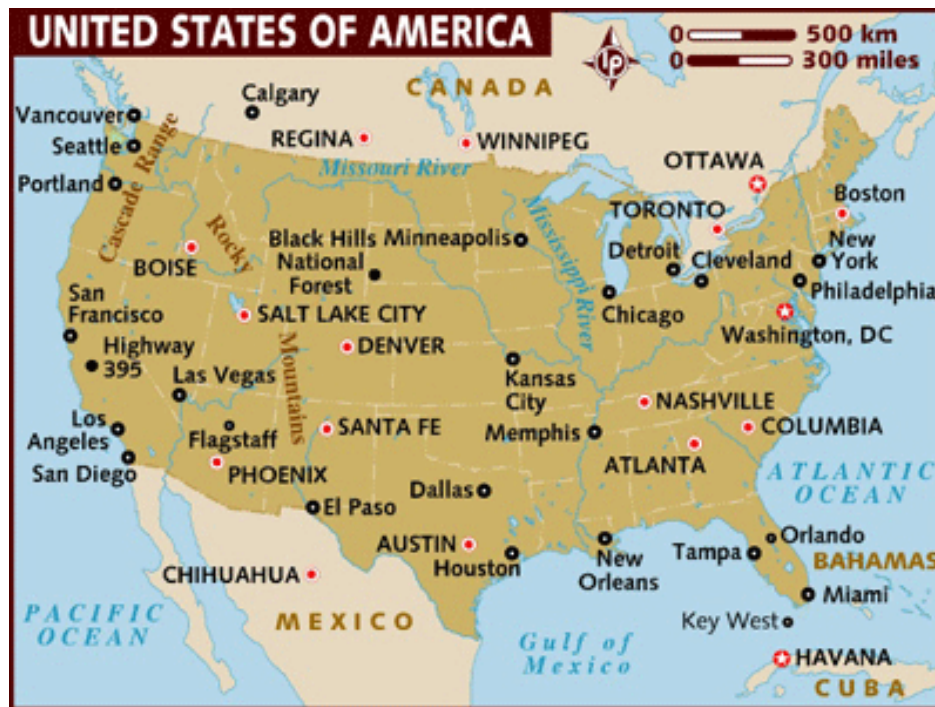 UNITED STATES OF AMERICA
LP
0 500 km
0 300 miles
CANADA
Calgary
Vancouver
Seattle
REGINA
WINNIPEG
Missouri River
OTTAWA
Portland
Cascade Range
Boston
TORONTO
Mississippi River
Rocky
Mountains
Black Hills
National
Forest
Minneapolis
Detroit
Cleveland
New
York
BOISE
Philadelphia
San
Francisco
SALT LAKE CITY
Chicago
Washington, DC
Highway
395
DENVER
Las Vegas
Kansas
City
NASHVILLE
Los
Angeles
Flagstaff
SANTA FE
Memphis
COLUMBIA
San Diego
PHOENIX
ATLANTA
ATLANTIC
OCEAN
Dallas
El Paso
AUSTIN
Houston
New
Orleans
Tampa
Orlando
BAHAMAS
CHIHUAHUA
Miami
PACIFIC
OCEAN
MEXICO
Gulf of
Mexico
Key West
HAVANA
CUBA